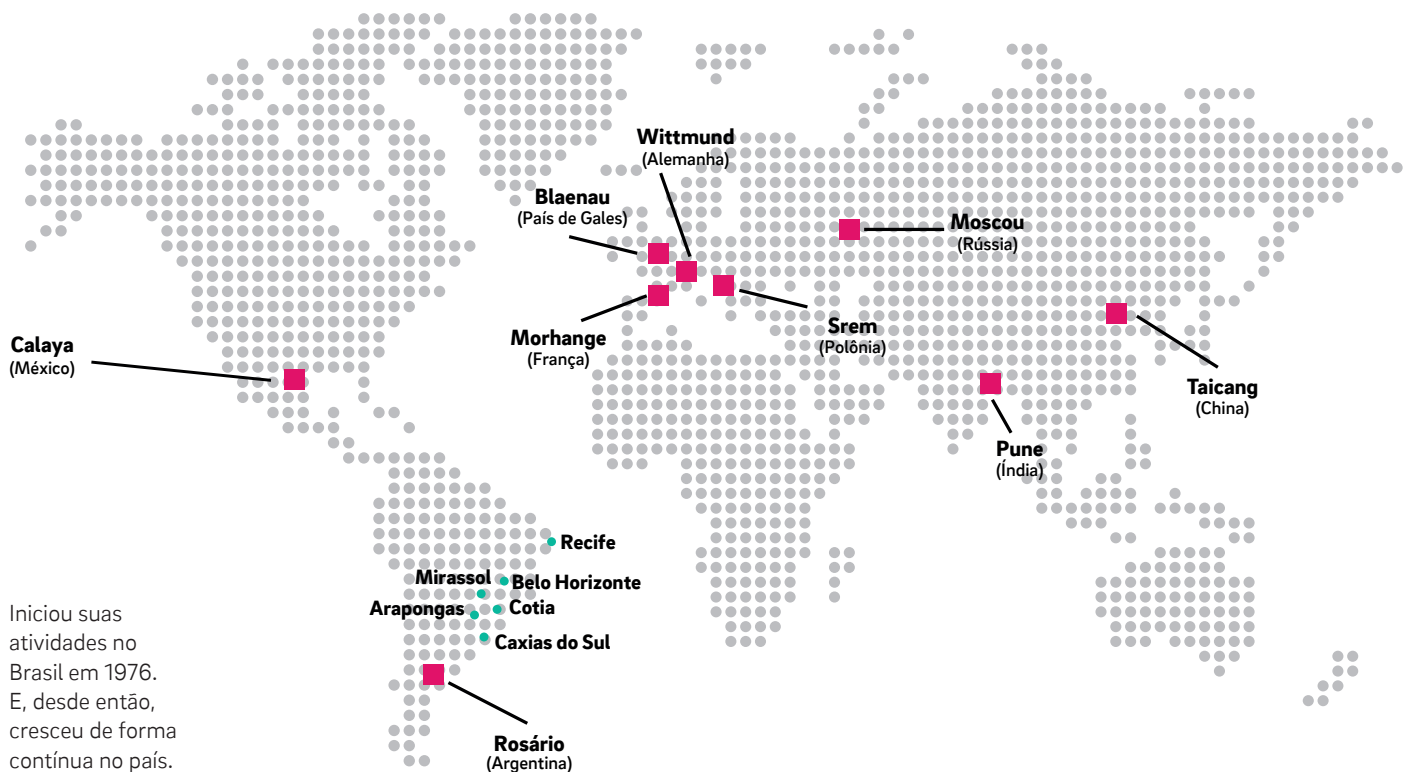 Wittmund
(Alemanha)
Blaenau
(País de Gales)
Moscou
(Rússia)
Morhange
(França)
Srem
(Polônia)
Calaya
(México)
Taicang
(China)
Pune
(Índia)
Recife
Mirassol
Belo Horizonte
Arapongas
Cotia
Caxias do Sul
Iniciou suas
atividades no
Brasil em 1976.
E, desde então,
cresceu de forma
contínua no país.
Rosário
(Argentina)